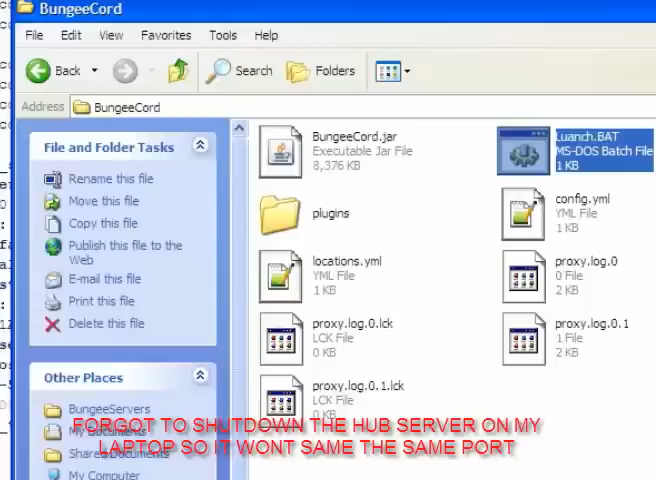 BungeeCord
File Edit View Favorites Tools Help
Back Search Folders
Address BungeeCord
File and Folder Tasks
Rename this file
Move this file
Copy this file
Publish this file to the
Web
E-mail this file
Print this file
Delete this file
Other Places
BungeeServers
My Documents
Shared Documents
My Computer
BungeeCord.jar
Executable Jar File
8,376 KB
Luanch.BAT
MS-DOS Batch File
1 KB
plugins
config.yml
YML File
1 KB
locations.yml
YML File
1 KB
proxy.log.0
0 File
2 KB
proxy.log.0.lck
LCK File
0 KB
proxy.log.0.1
1 File
2 KB
proxy.log.0.1.lck
LCK File
0 KB
FORGOT TO SHUTDOWN THE HUB SERVER ON MY
LAPTOP SO IT WONT SAME THE SAME PORT